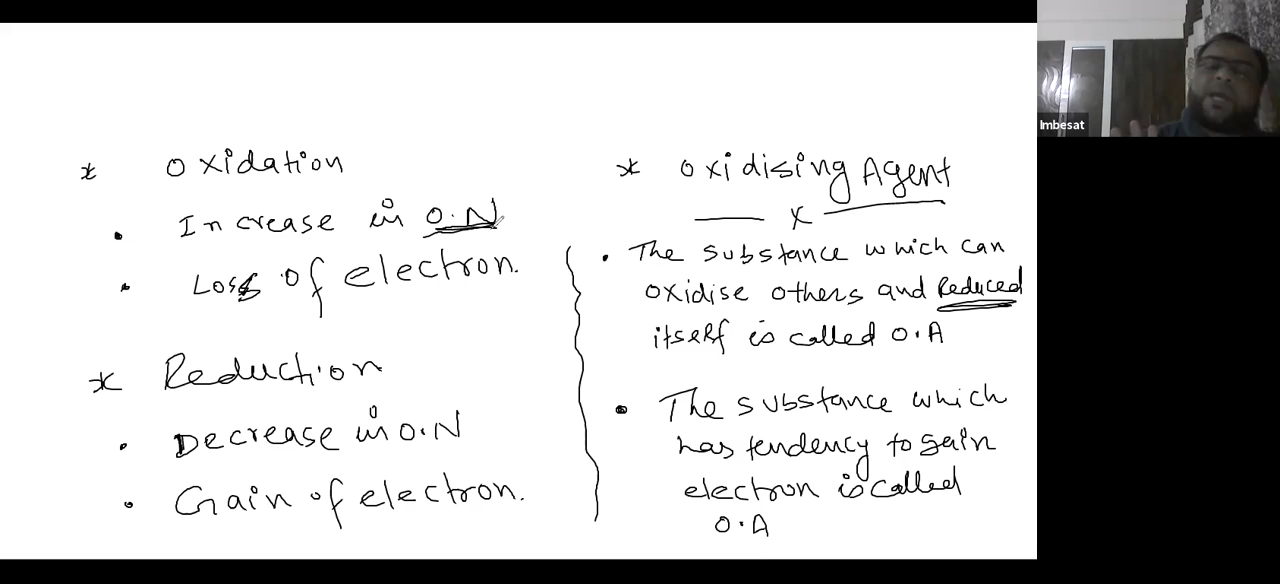 * Oxidation
• Increase in O.N
• Loss of electron.
* Reduction
• Decrease in O.N
• Gain of electron.
* Oxidising Agent
x
• The substance which can
oxidise others and Reduced
itself is called O.A
• The substance which
has tendency to gain
electron is called
O.A
Imbesat